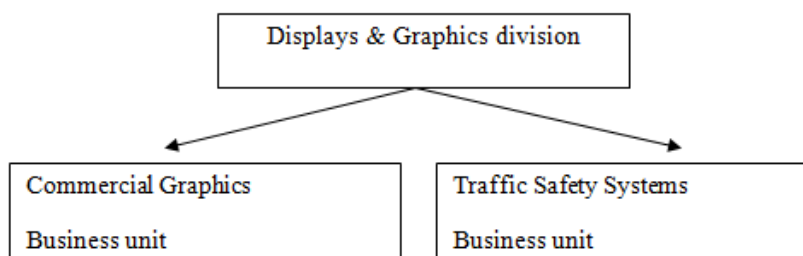 Displays & Graphics division
Commercial Graphics
Business unit
Traffic Safety Systems
Business unit